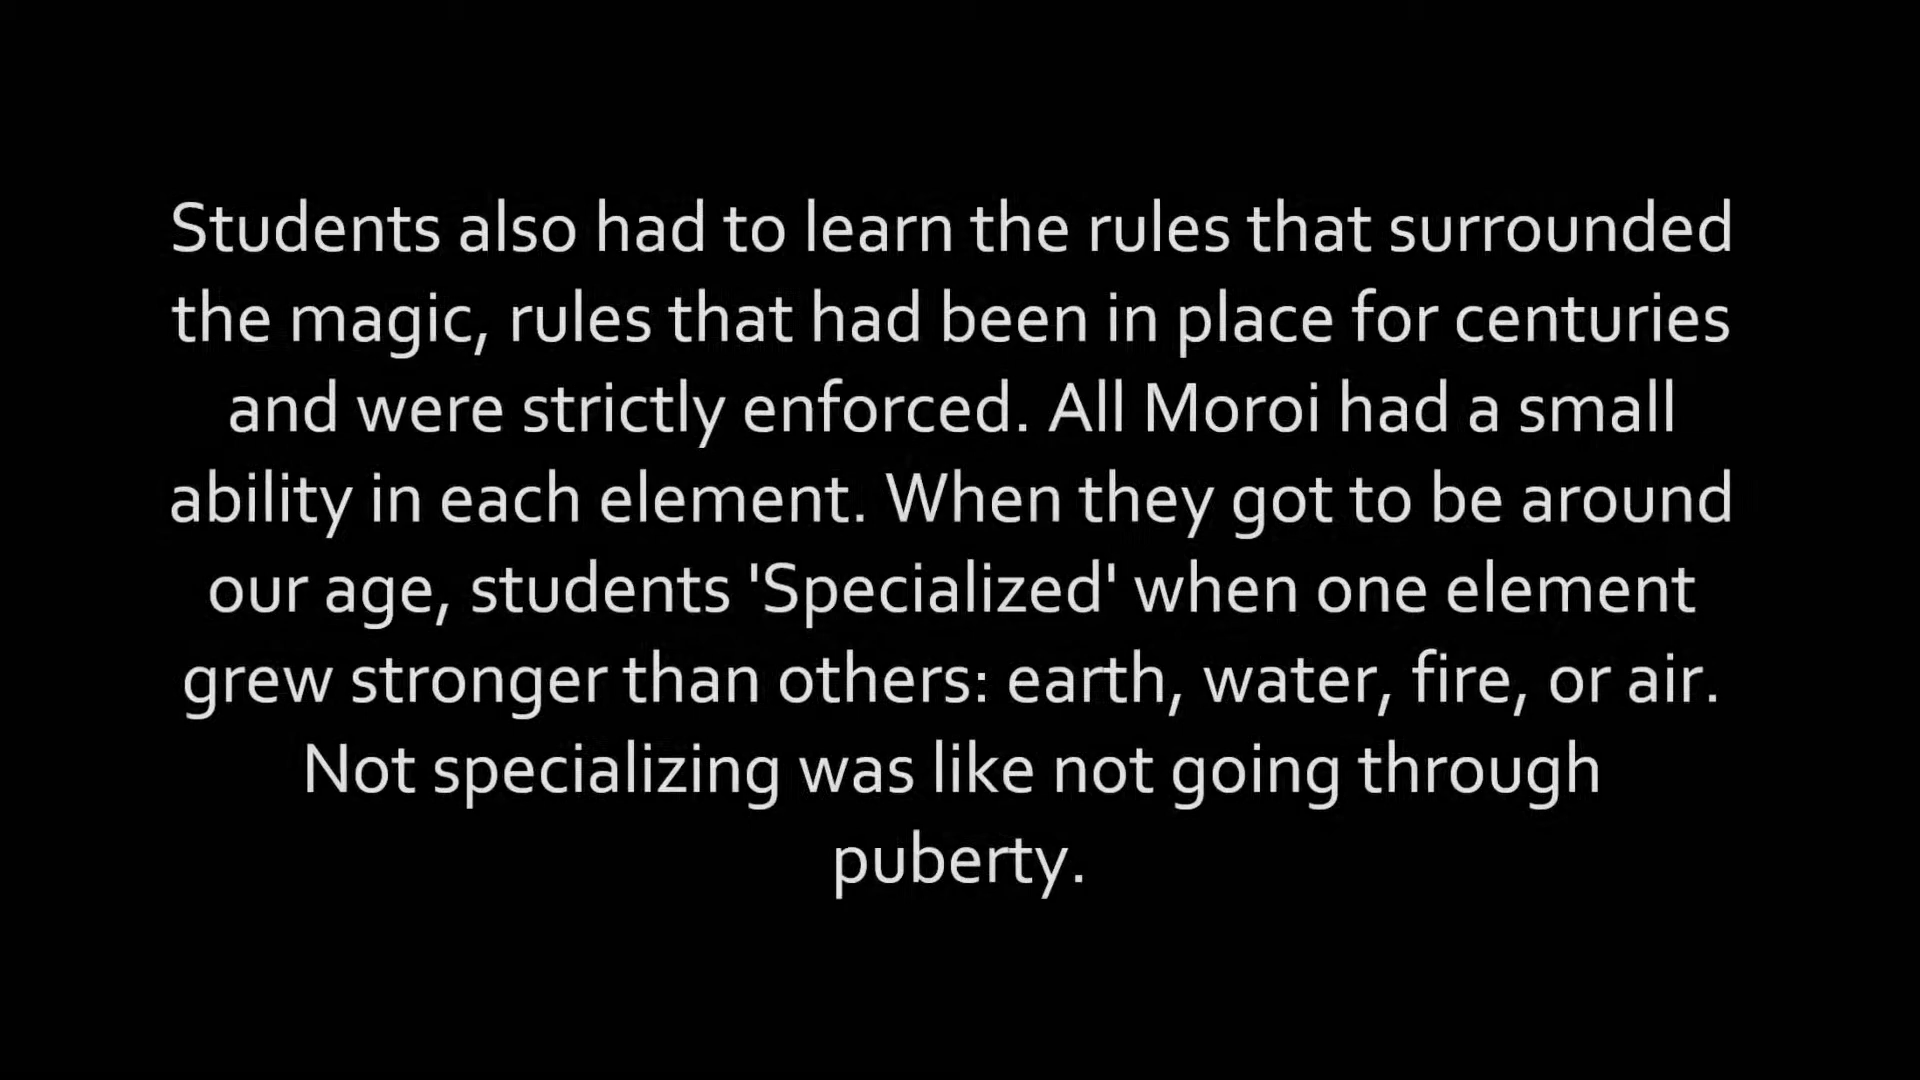 Students also had to learn the rules that surrounded
the magic, rules that had been in place for centuries
and were strictly enforced. All Moroi had a small
ability in each element. When they got to be around
our age, students 'Specialized' when one element
grew stronger than others: earth, water, fire, or air.
Not specializing was like not going through
puberty.